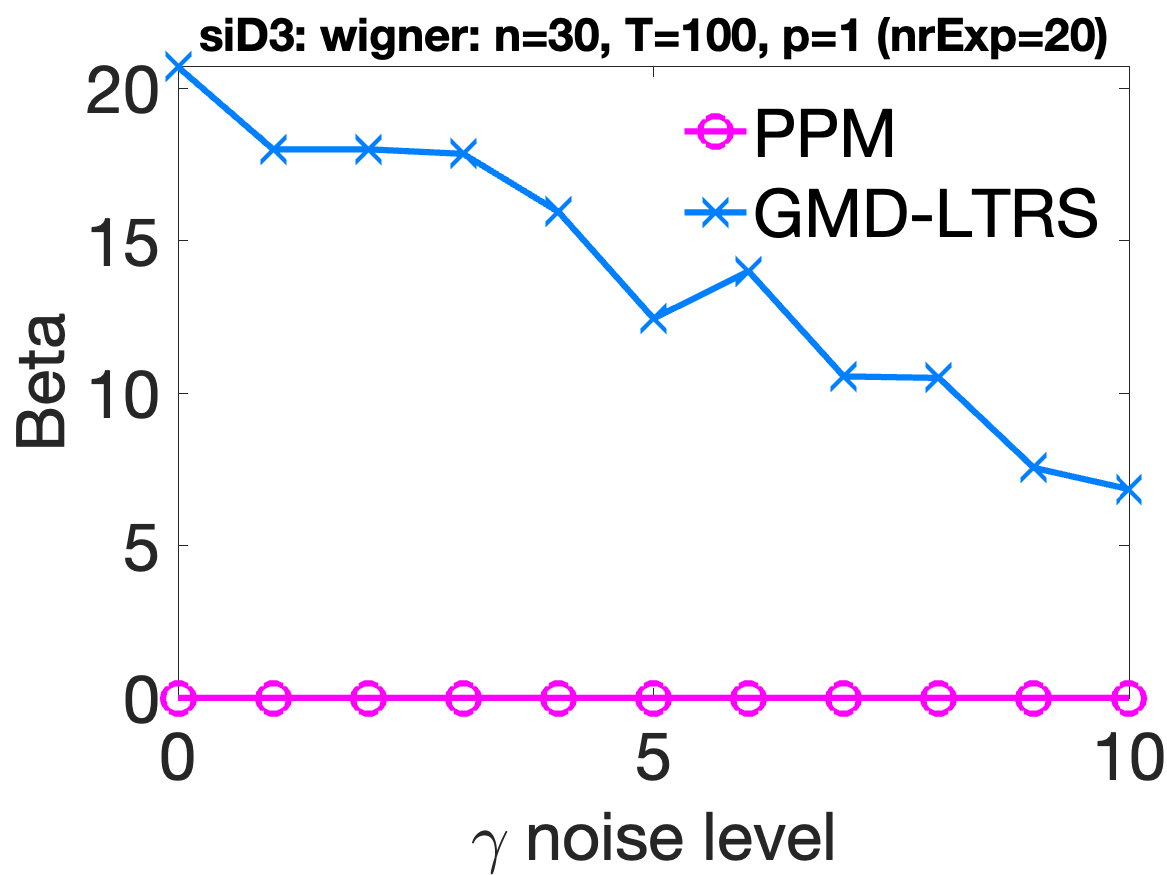 siD3: wigner: n=30, T=100, p=1 (nrExp=20)
20
15
10
5
0
Beta
PPM
GMD-LTRS
0 5 10
γ noise level